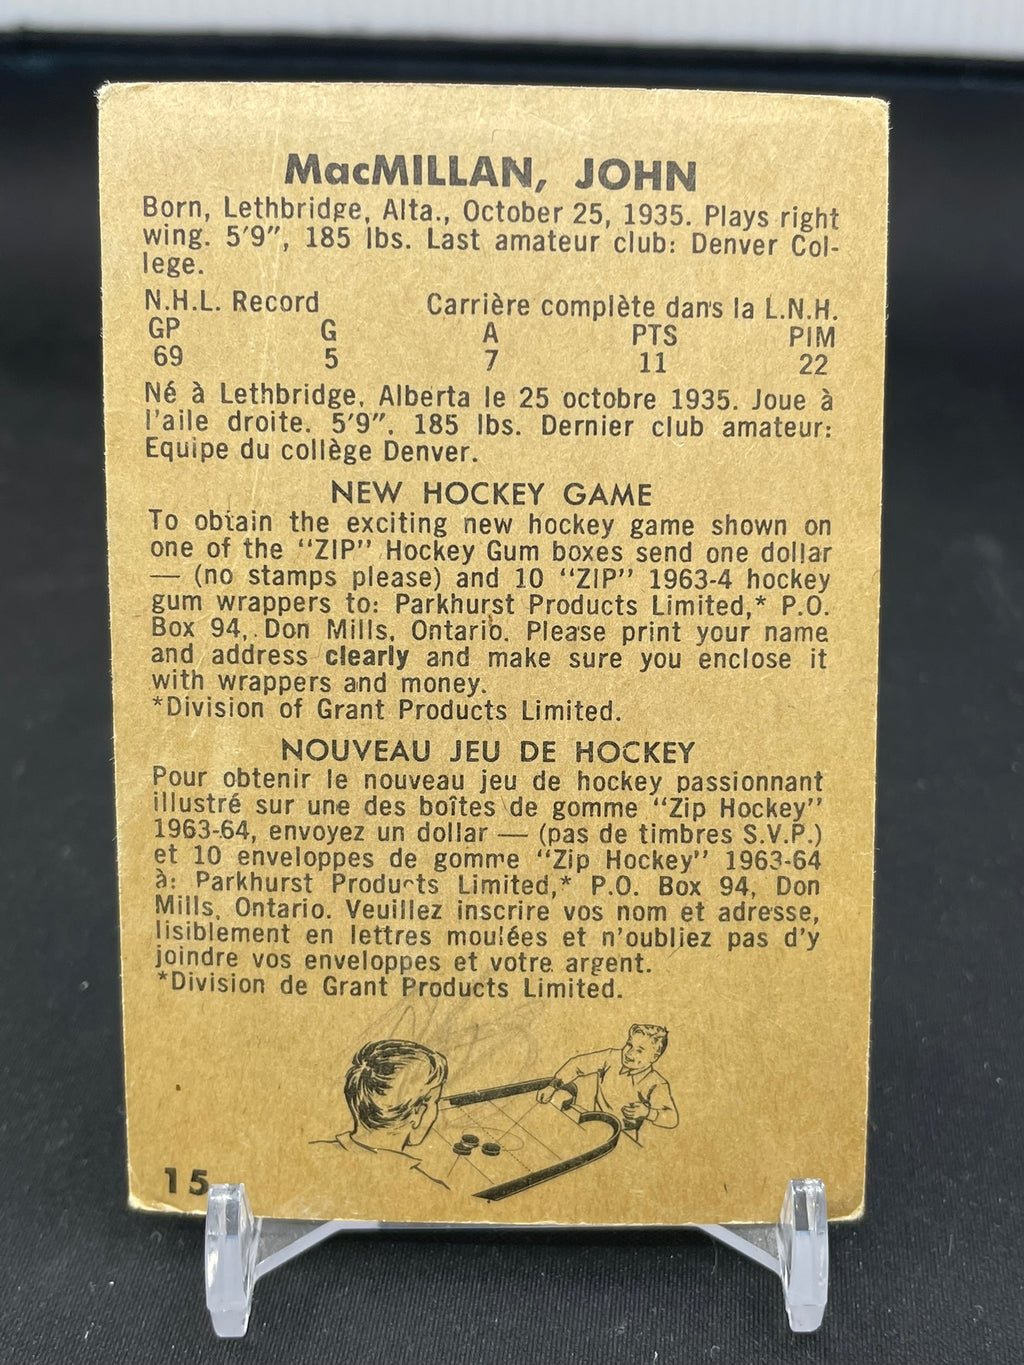 MacMILLAN, JOHN
Born, Lethbridge, Alta., October 25, 1935. Plays right
wing. 5'9", 185 lbs. Last amateur club: Denver Col-
lege.
N.H.L. Record Carrière complète dans la L.N.H.
GP G A PTS PIM
69 5 7 11 22
Né à Lethbridge, Alberta le 25 octobre 1935. Joue à
l'aile droite. 5'9". 185 lbs. Dernier club amateur:
Equipe du collège Denver.
NEW HOCKEY GAME
To obtain the exciting new hockey game shown on
one of the "ZIP" Hockey Gum boxes send one dollar
— (no stamps please) and 10 "ZIP" 1963-4 hockey
gum wrappers to: Parkhurst Products Limited,* P.O.
Box 94, Don Mills, Ontario. Please print your name
and address clearly and make sure you enclose it
with wrappers and money.
*Division of Grant Products Limited.
NOUVEAU JEU DE HOCKEY
Pour obtenir le nouveau jeu de hockey passionnant
illustré sur une des boîtes de gomme "Zip Hockey"
1963-64, envoyez un dollar — (pas de timbres S.V.P.)
et 10 enveloppes de gomme "Zip Hockey" 1963-64
à: Parkhurst Products Limited,* P.O. Box 94, Don
Mills, Ontario. Veuillez inscrire vos nom et adresse,
lisiblement en lettres moulées et n'oubliez pas d'y
joindre vos enveloppes et votre argent.
*Division de Grant Products Limited.
15